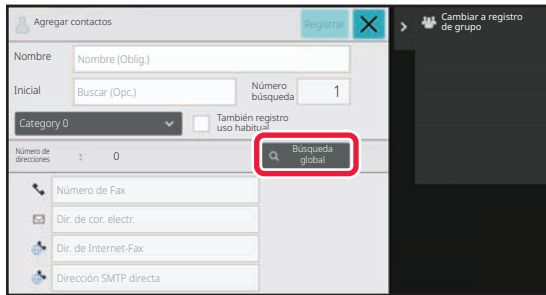 Agregar contactos
Registrar
Cambiar a registro
de grupo
Nombre
Nombre (Oblig.)
Inicial
Buscar (Opc.)
Número
búsqueda
1
Category 0
También registro
uso habitual
Número de
direcciones
:
0
Búsqueda
global
Número de Fax
Dir. de cor. electr.
Dir. de Internet-Fax
Dirección SMTP directa